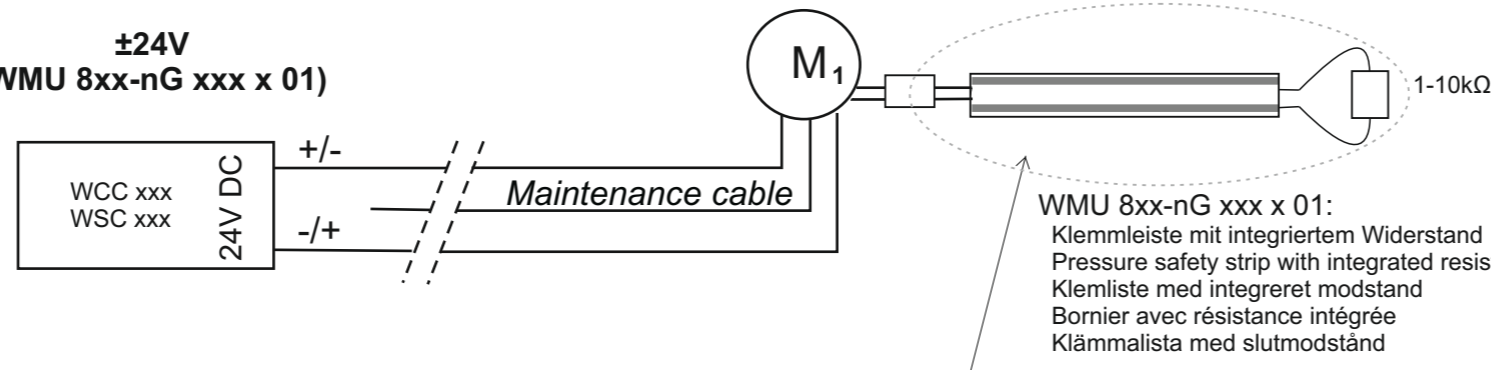 ±24V
WMU 8xx-nG xxx x 01)
M1
1-10kΩ
+/-
WCC xxx
WSC xxx
24V DC
Maintenance cable
-/+
WMU 8xx-nG xxx x 01:
Klemmleiste mit integriertem Widerstand
Pressure safety strip with integrated resis
Klemliste med integreret modstand
Bornier avec résistance intégrée
Klämmalista med slutmodstånd